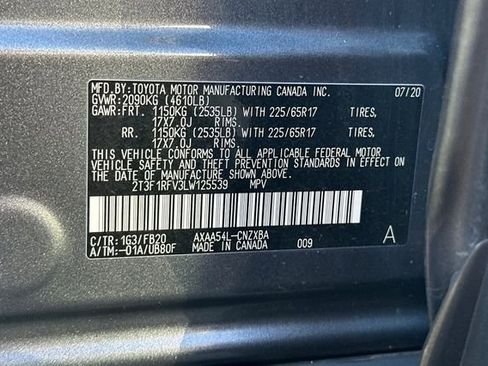 MFD.BY:TOYOTA MOTOR MANUFACTURING CANADA INC. 07/20
GVWR:2090KG (4610LB)
GAWR:FRT. 1150KG (2535LB) WITH 225/65R17 TIRES,
17X7.0J RIMS.
RR. 1150KG (2535LB) WITH 225/65R17 TIRES,
17X7.0J RIMS.
THIS VEHICLE CONFORMS TO ALL APPLICABLE FEDERAL MOTOR
VEHICLE SAFETY AND THEFT PREVENTION STANDARDS IN EFFECT
ON THE DATE OF MANUFACTURE SHOWN ABOVE.
2T3F1RFV3LW125539 MPV
C/TR:1G3/FB20 AXAA54L-CNZXBA A
A/TM:-01A/UB80F MADE IN CANADA 009